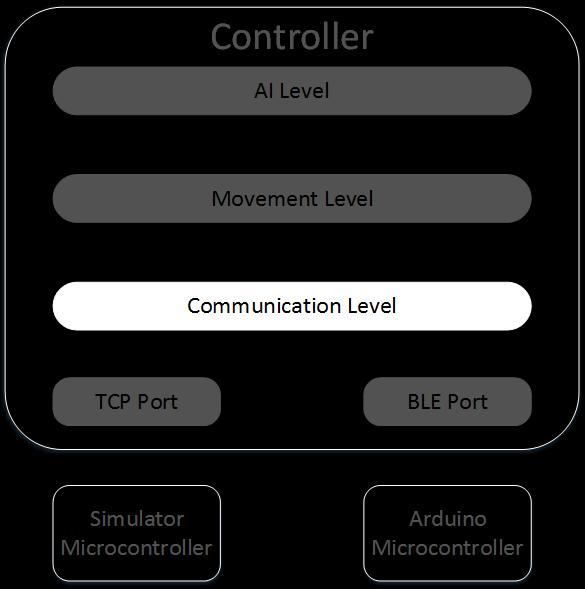 Controller
AI Level
Movement Level
Communication Level
TCP Port
BLE Port
Simulator
Microcontroller
Arduino
Microcontroller